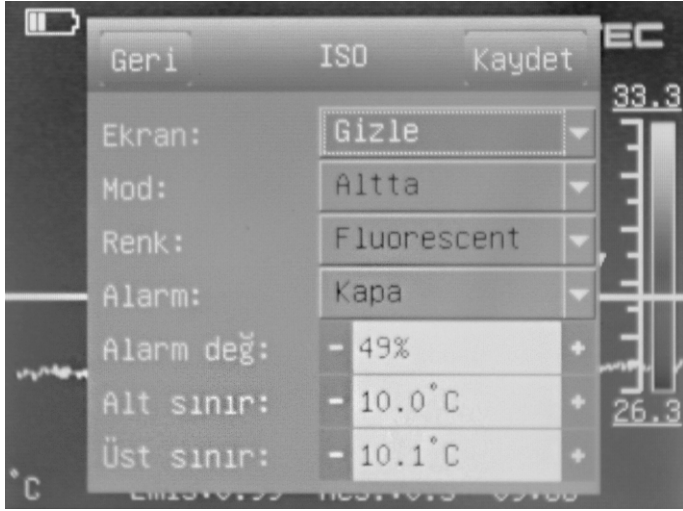 EC
Geri ISO Kaydet
33.3
Ekran: Gizle
Mod: Altta
Renk: Fluorescent
Alarm: Kapa
Alarm değ: - 49% +
Alt sınır: - 10.0°C +
26.3
Üst sınır: - 10.1°C +
°C